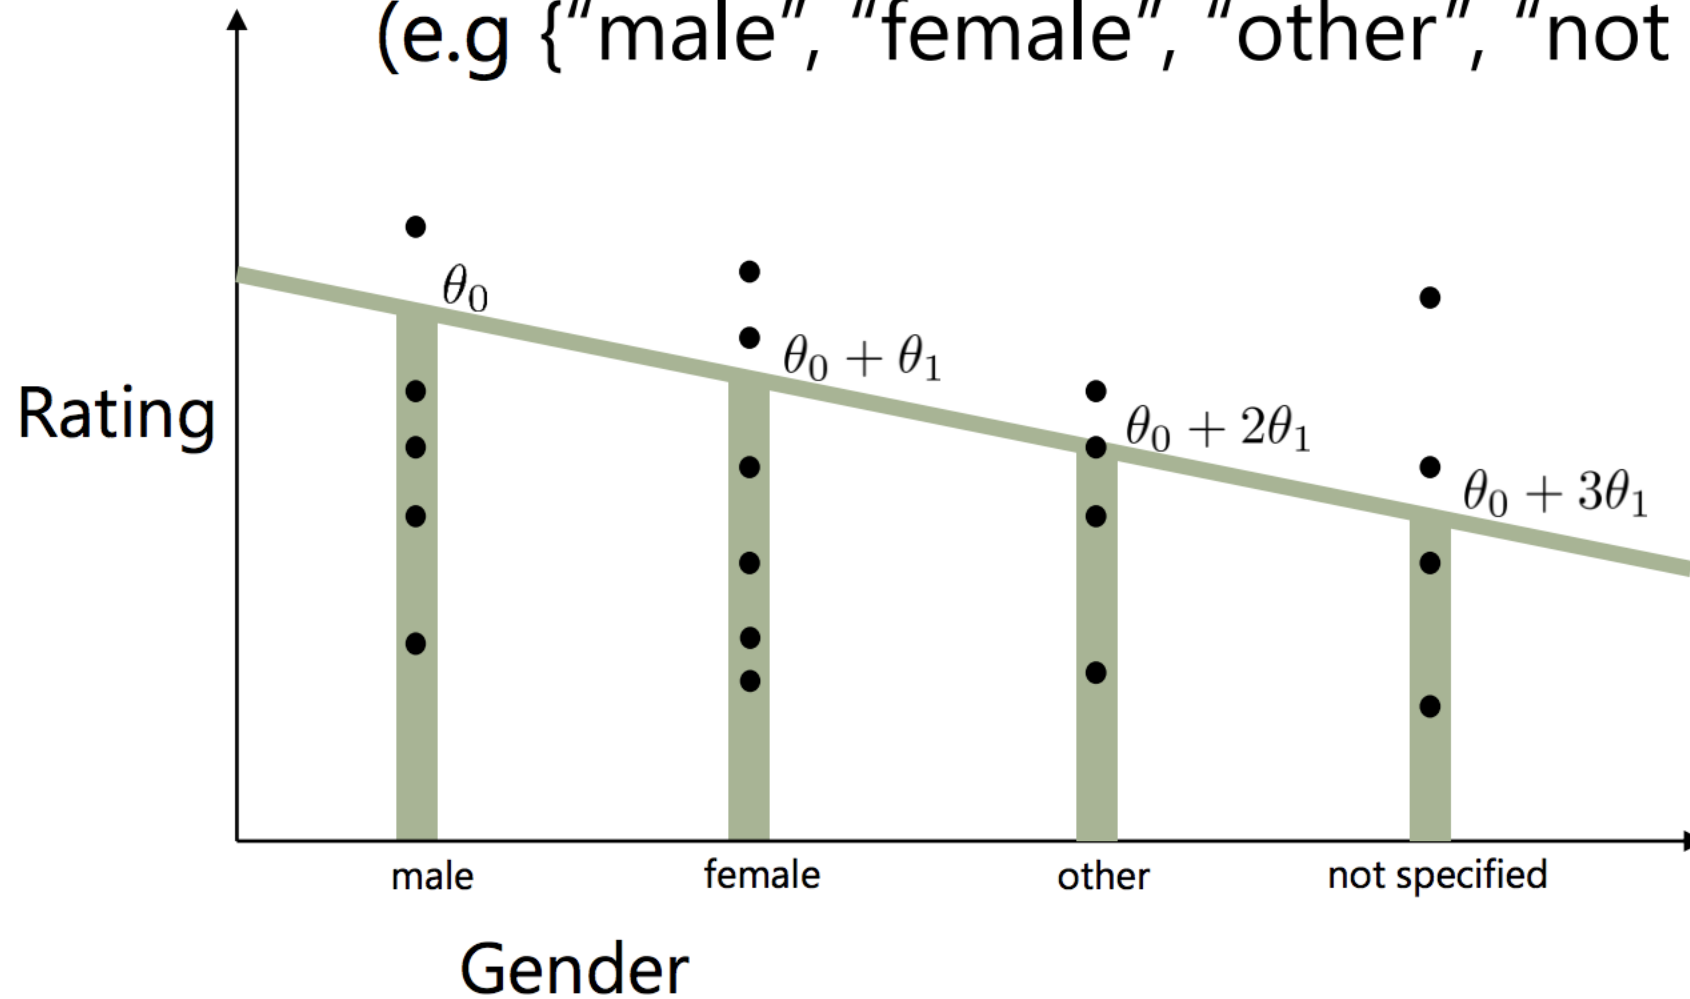 (e.g {“male”, “female”, “other”, “not
θ₀
θ₀ + θ₁
θ₀ + 2θ₁
θ₀ + 3θ₁
Rating
male female other not specified
Gender